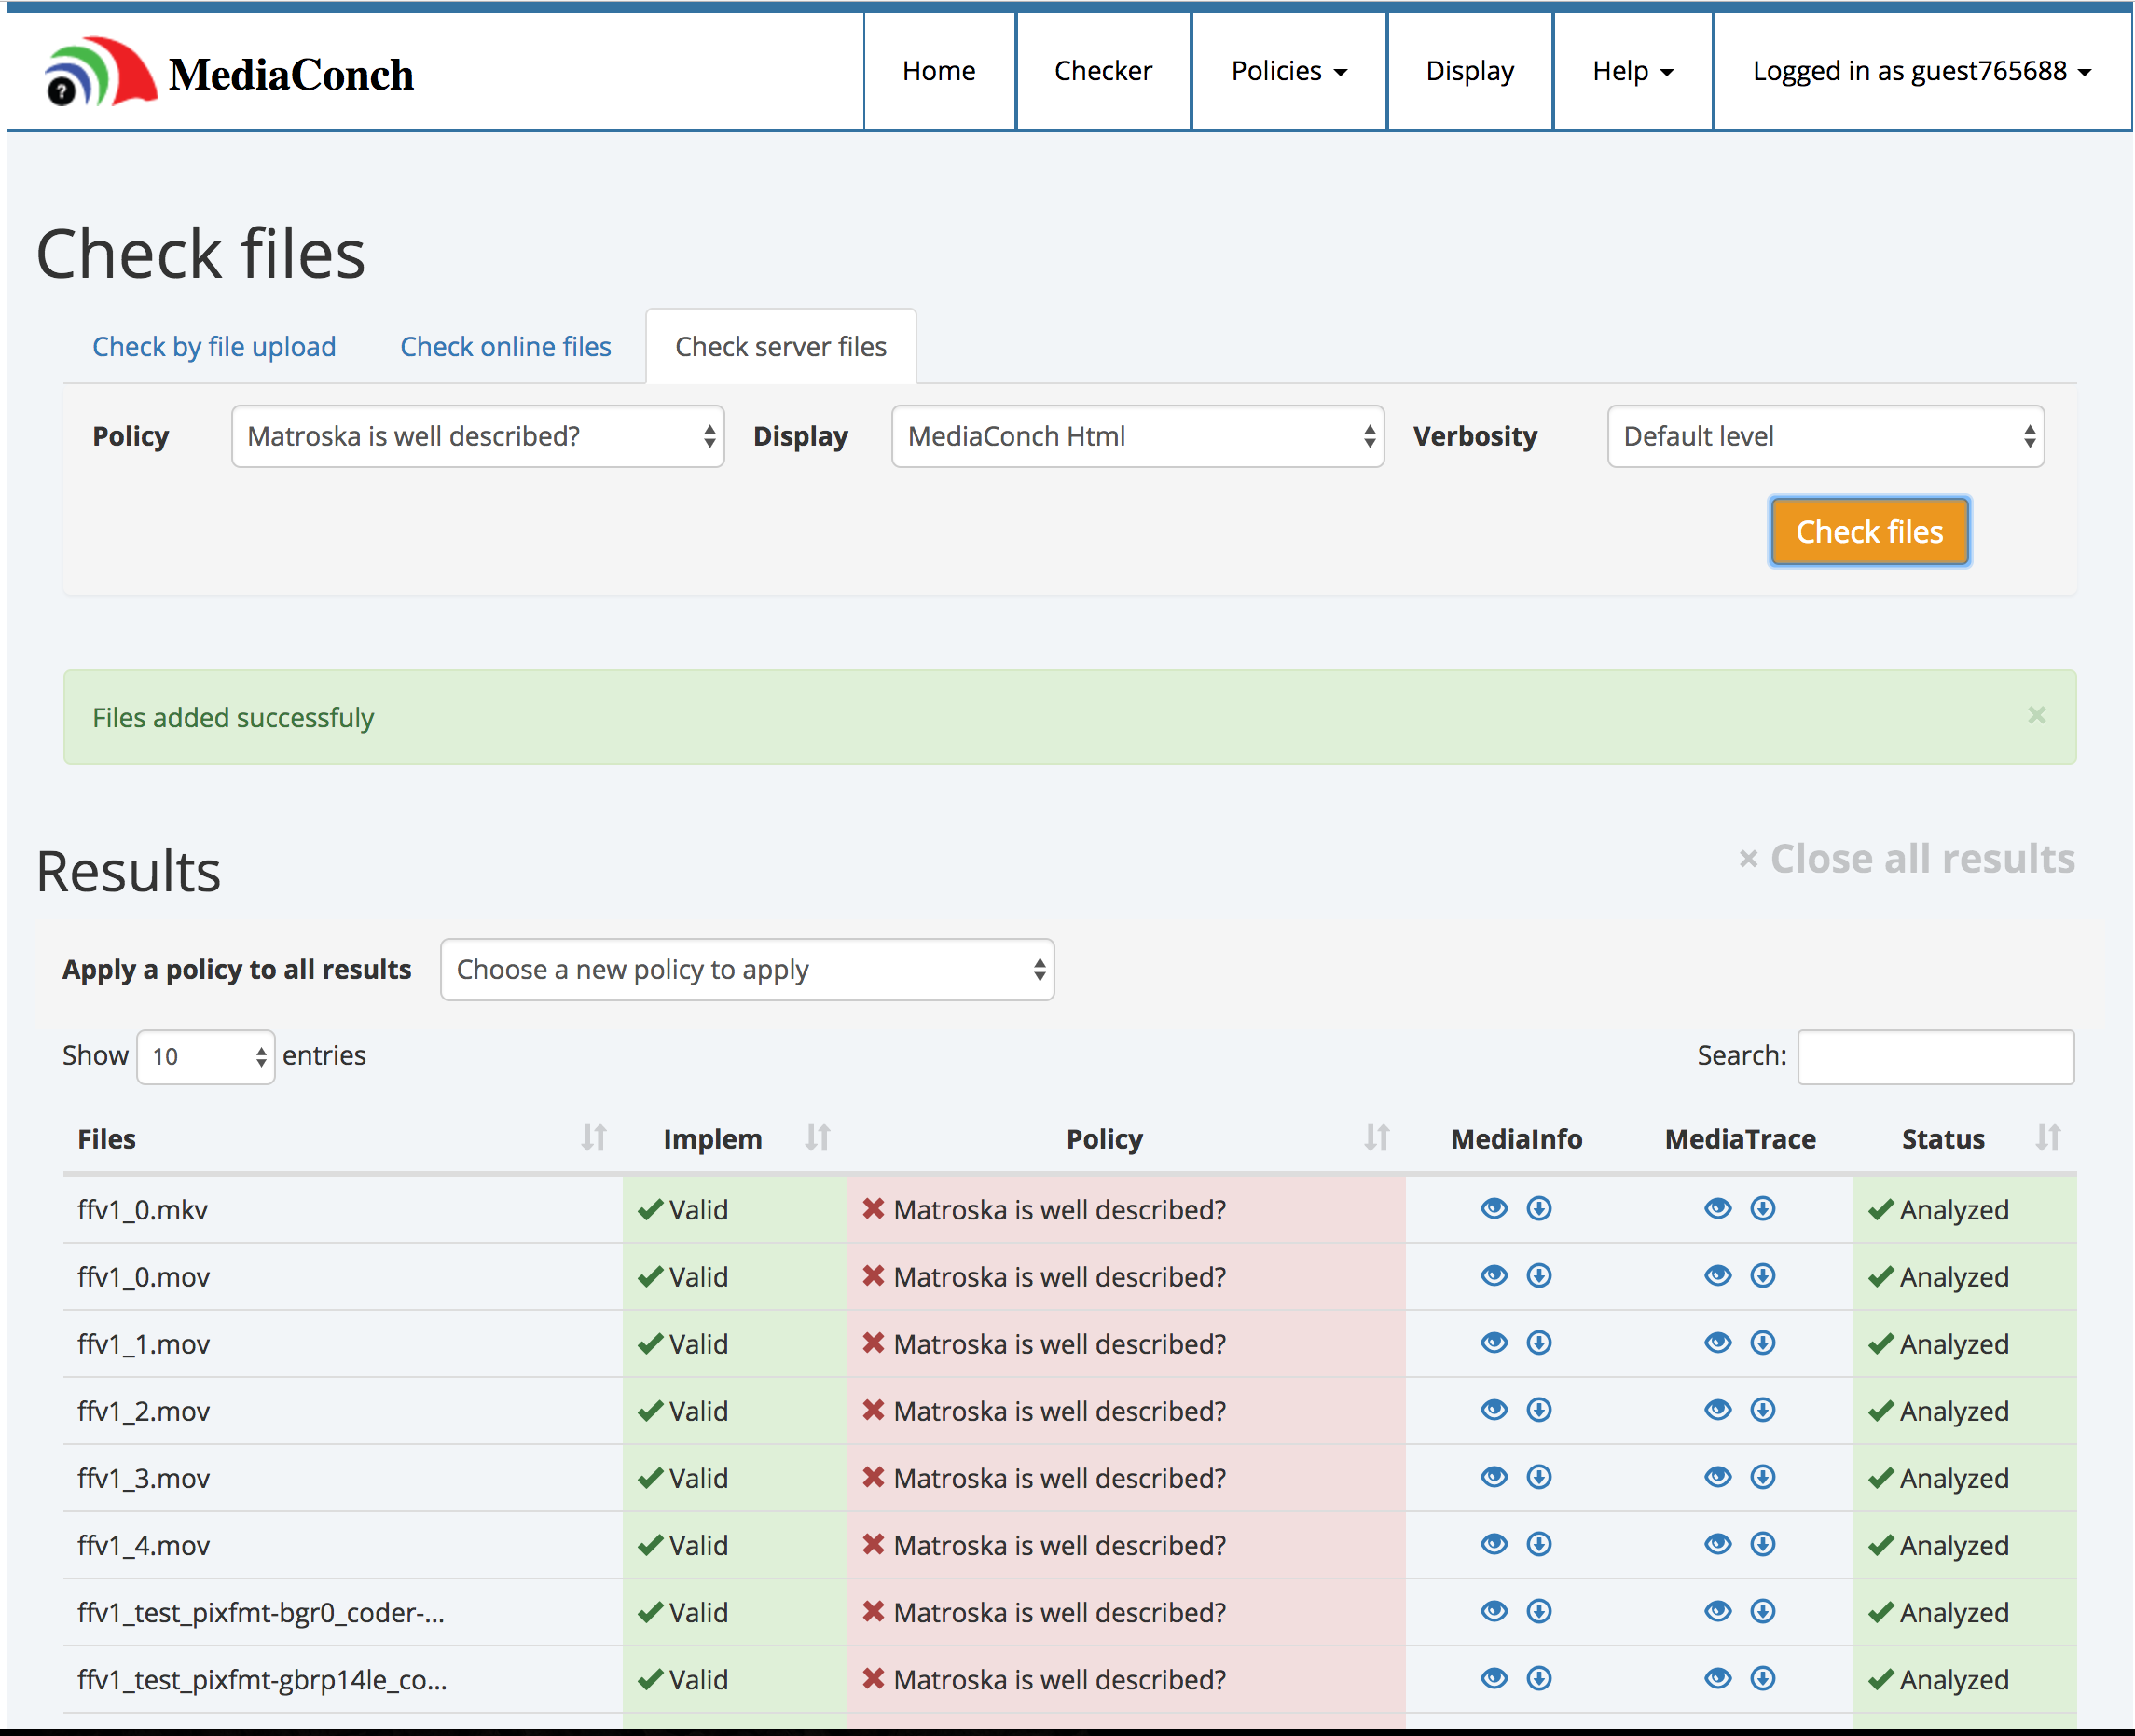 ? MediaConch Home Checker Policies Display Help Logged in as guest765688
Check files
Check by file upload Check online files Check server files
Policy Matroska is well described? Display MediaConch Html Verbosity Default level
Check files
Files added successfuly ×
Results × Close all results
Apply a policy to all results Choose a new policy to apply
Show 10 entries Search:
Files Implem Policy MediaInfo MediaTrace Status
ffv1_0.mkv Valid Matroska is well described? Analyzed
ffv1_0.mov Valid Matroska is well described? Analyzed
ffv1_1.mov Valid Matroska is well described? Analyzed
ffv1_2.mov Valid Matroska is well described? Analyzed
ffv1_3.mov Valid Matroska is well described? Analyzed
ffv1_4.mov Valid Matroska is well described? Analyzed
ffv1_test_pixfmt-bgr0_coder-... Valid Matroska is well described? Analyzed
ffv1_test_pixfmt-gbrp14le_co... Valid Matroska is well described? Analyzed